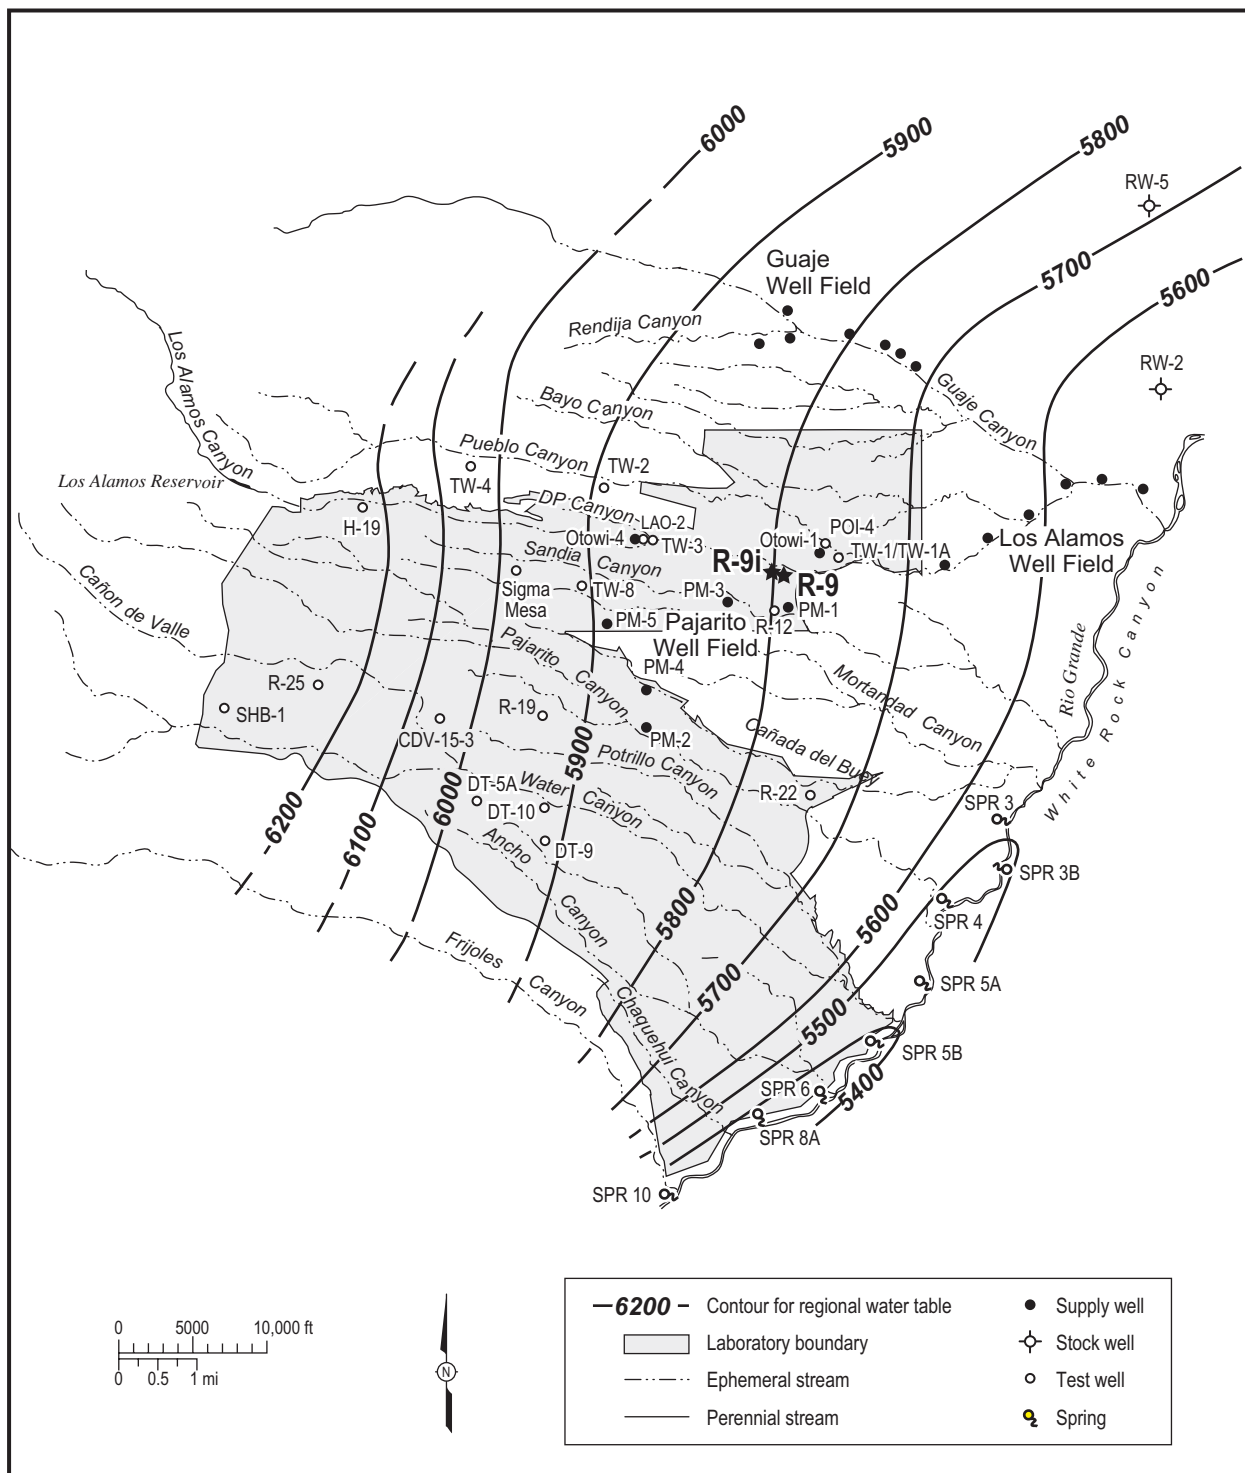 6000
5900
5800
RW-5
5700
5600
Guaje
Well Field
Rendija Canyon
Los Alamos Canyon
RW-2
Bayo Canyon
Guaje Canyon
Pueblo Canyon
TW-2
TW-4
Los Alamos Reservoir
DP Canyon
H-19
LAO-2
POI-4
Otowi-4
TW-3
Otowi-1
TW-1/TW-1A
Los Alamos
Well Field
Sandia Canyon
R-9i
R-9
Cañon de Valle
Sigma
Mesa
TW-8
PM-3
PM-1
R-12
PM-5
Pajarito
Well Field
Pajarito Canyon
PM-4
Rio Grande
White Rock Canyon
Mortandad Canyon
R-25
SHB-1
R-19
CDV-15-3
PM-2
Cañada del Buey
5900
Potrillo Canyon
DT-5A
Water Canyon
R-22
DT-10
SPR 3
6200
6100
6000
Ancho Canyon
DT-9
SPR 3B
5800
5600
SPR 4
Frijoles Canyon
5700
SPR 5A
Chaquehui Canyon
5500
SPR 5B
5400
SPR 6
SPR 8A
SPR 10
0 5000 10,000 ft
0 0.5 1 mi
N
6200 Contour for regional water table
Laboratory boundary
Ephemeral stream
Perennial stream
Supply well
Stock well
Test well
Spring